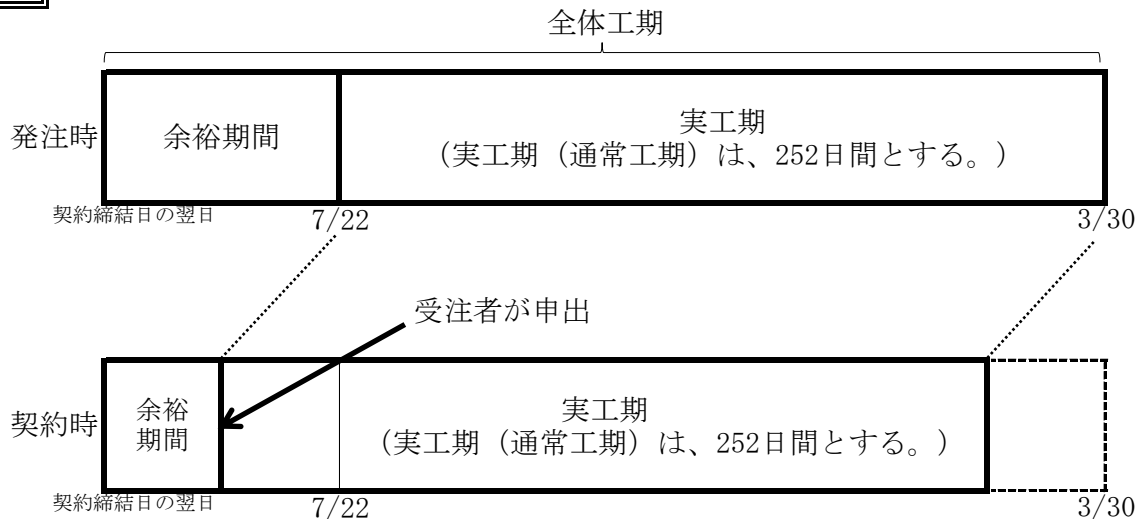 全体工期
発注時
余裕期間
実工期
（実工期（通常工期）は、252日間とする。）
契約締結日の翌日
7/22
3/30
受注者が申出
契約時
余裕
期間
実工期
（実工期（通常工期）は、252日間とする。）
契約締結日の翌日
7/22
3/30